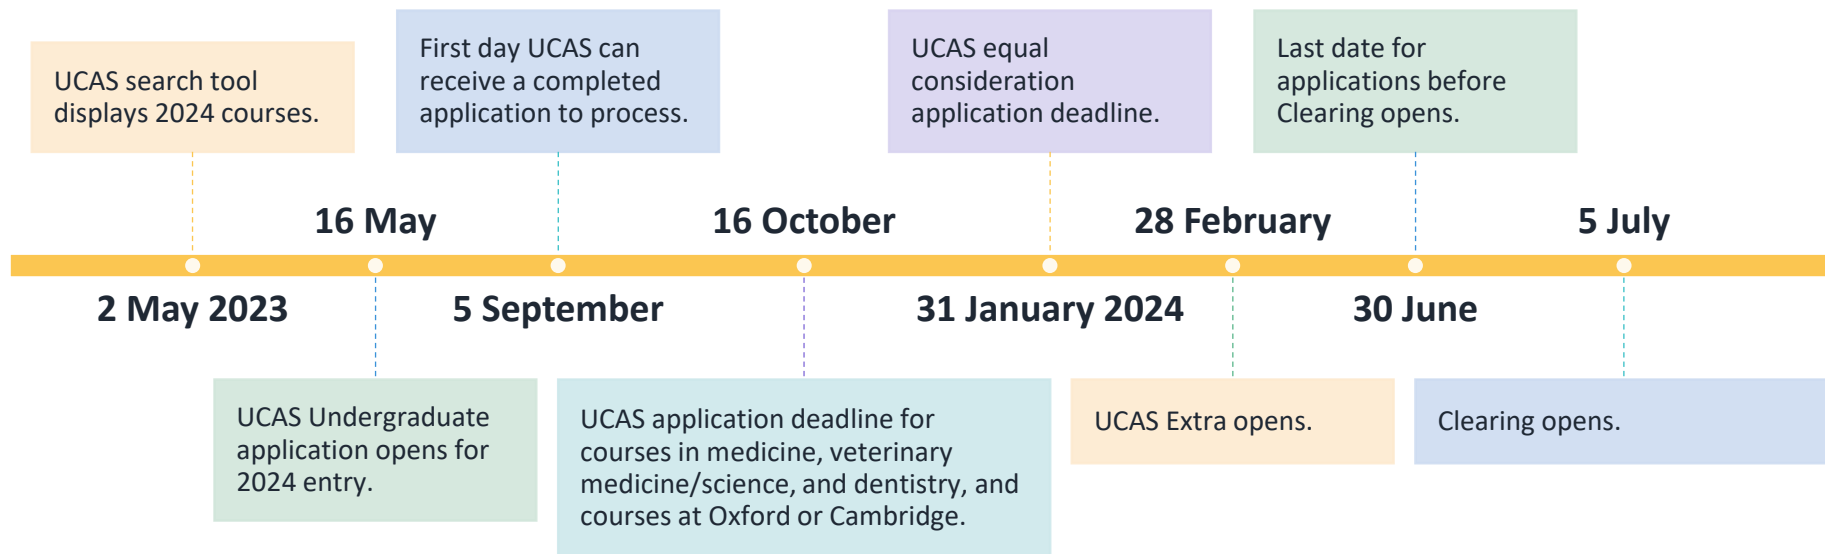 UCAS search tool
displays 2024 courses.
First day UCAS can
receive a completed
application to process.
UCAS equal
consideration
application deadline.
Last date for
applications before
Clearing opens.
16 May
16 October
28 February
5 July
2 May 2023
5 September
31 January 2024
30 June
UCAS Undergraduate
application opens for
2024 entry.
UCAS application deadline for
courses in medicine, veterinary
medicine/science, and dentistry, and
courses at Oxford or Cambridge.
UCAS Extra opens.
Clearing opens.